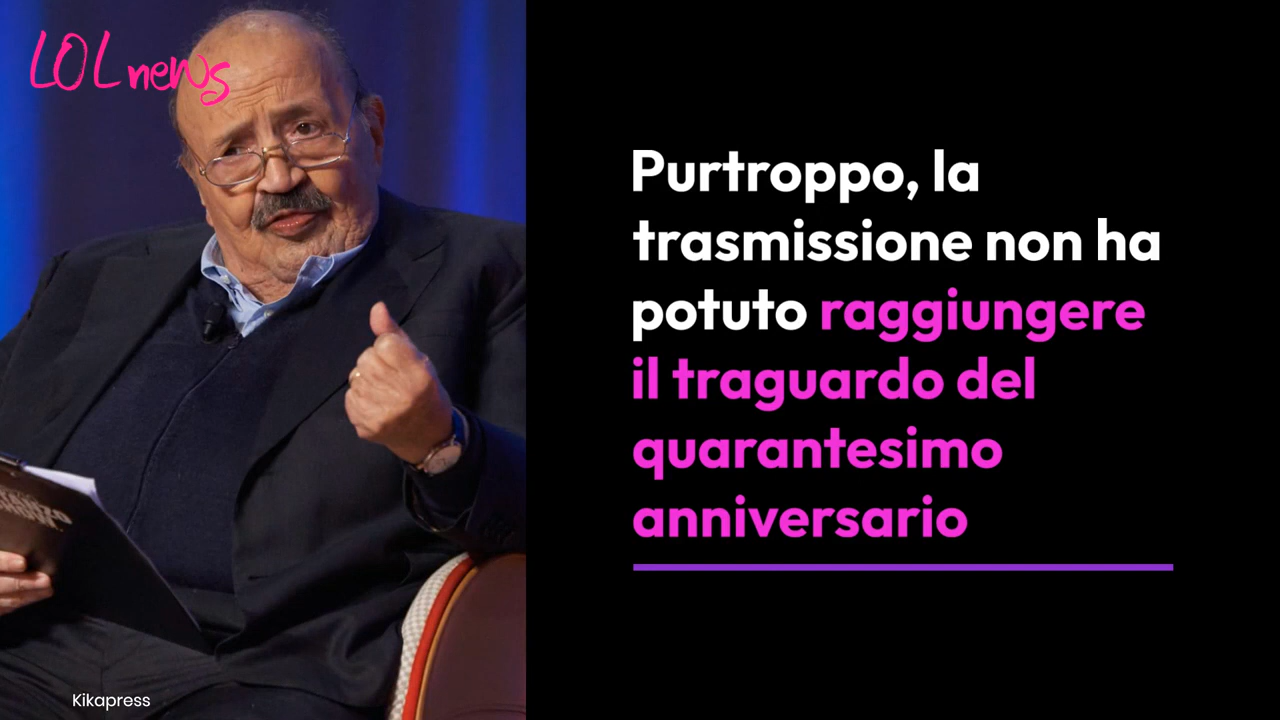 LOL news
Purtroppo, la
trasmissione non ha
potuto raggiungere
il traguardo del
quarantesimo
anniversario
Kikapress